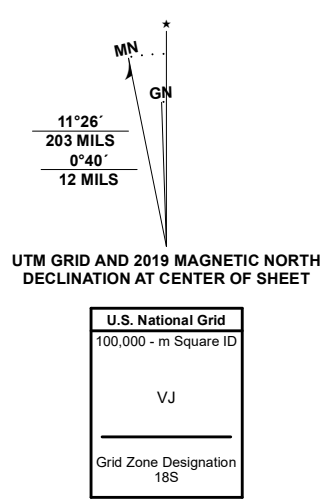 ★
MN
GN
11°26´
203 MILS
0°40´
12 MILS
UTM GRID AND 2019 MAGNETIC NORTH
DECLINATION AT CENTER OF SHEET
U.S. National Grid
100,000 - m Square ID
VJ
Grid Zone Designation
18S